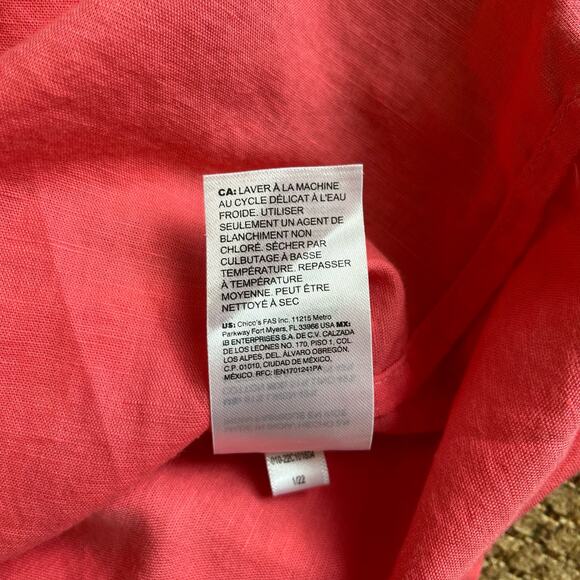 CA: LAVER À LA MACHINE
AU CYCLE DÉLICAT À L'EAU
FROIDE. UTILISER
SEULEMENT UN AGENT DE
BLANCHIMENT NON
CHLORÉ. SÉCHER PAR
CULBUTAGE À BASSE
TEMPÉRATURE. REPASSER
À TEMPÉRATURE
MOYENNE. PEUT ÊTRE
NETTOYÉ À SEC
US: Chico's FAS Inc. 11215 Metro
Parkway Fort Myers, FL 33966 USA MX:
IB ENTERPRISES S.A. DE C.V. CALZADA
DE LOS LEONES NO. 170, PISO 1, COL.
LOS ALPES, DEL. ÁLVARO OBREGÓN,
C.P. 01010, CIUDAD DE MÉXICO,
MÉXICO. RFC: IEN1701241PA
1/22